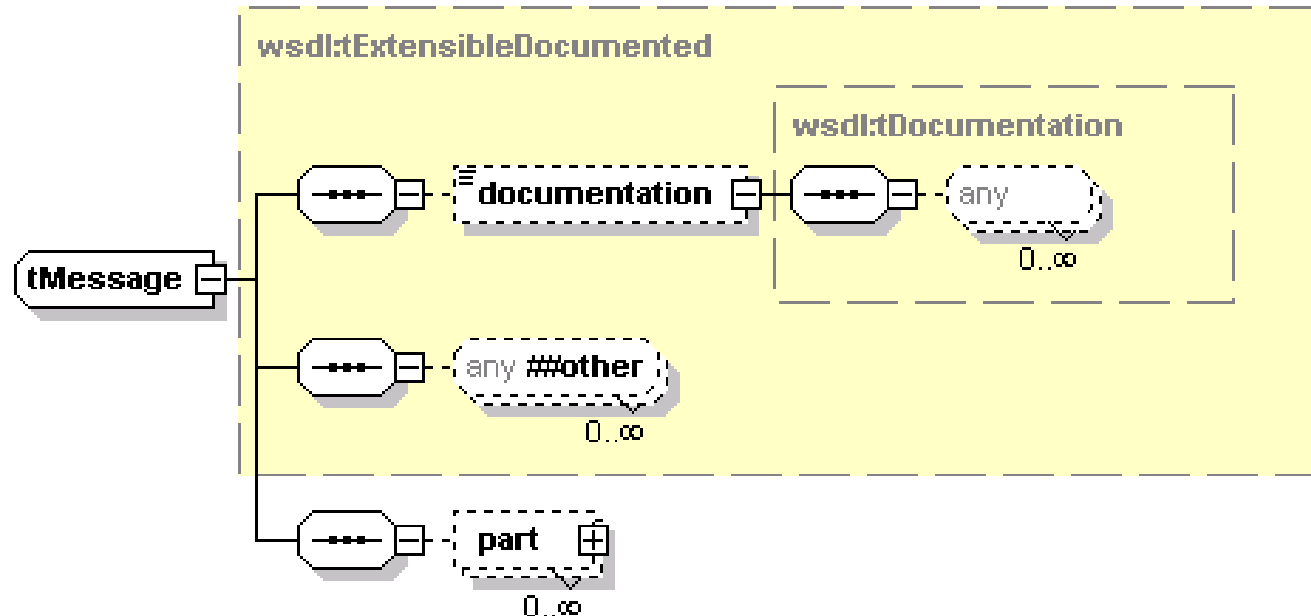 wsdl:tExtensibleDocumented
wsdl:tDocumentation
documentation
any
0..∞
tMessage
any ##other
0..∞
part
0..∞